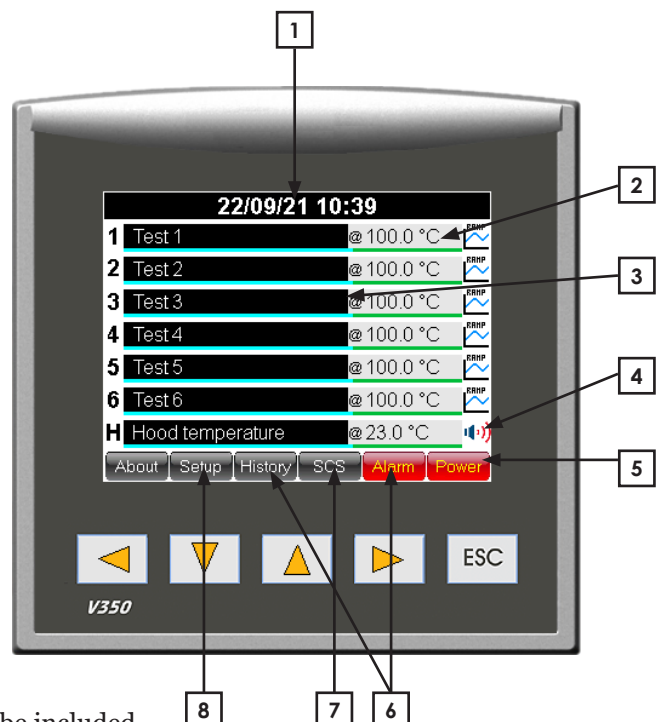 1
22/09/21 10:39
2
1 Test 1 @ 100.0 °C RAMP
2 Test 2 @ 100.0 °C RAMP
3
3 Test 3 @ 100.0 °C RAMP
4 Test 4 @ 100.0 °C RAMP
5 Test 5 @ 100.0 °C RAMP
4
6 Test 6 @ 100.0 °C RAMP
H Hood temperature @ 23.0 °C
About Setup History SCS Alarm Power
5
ESC
V350
be included
8 7 6